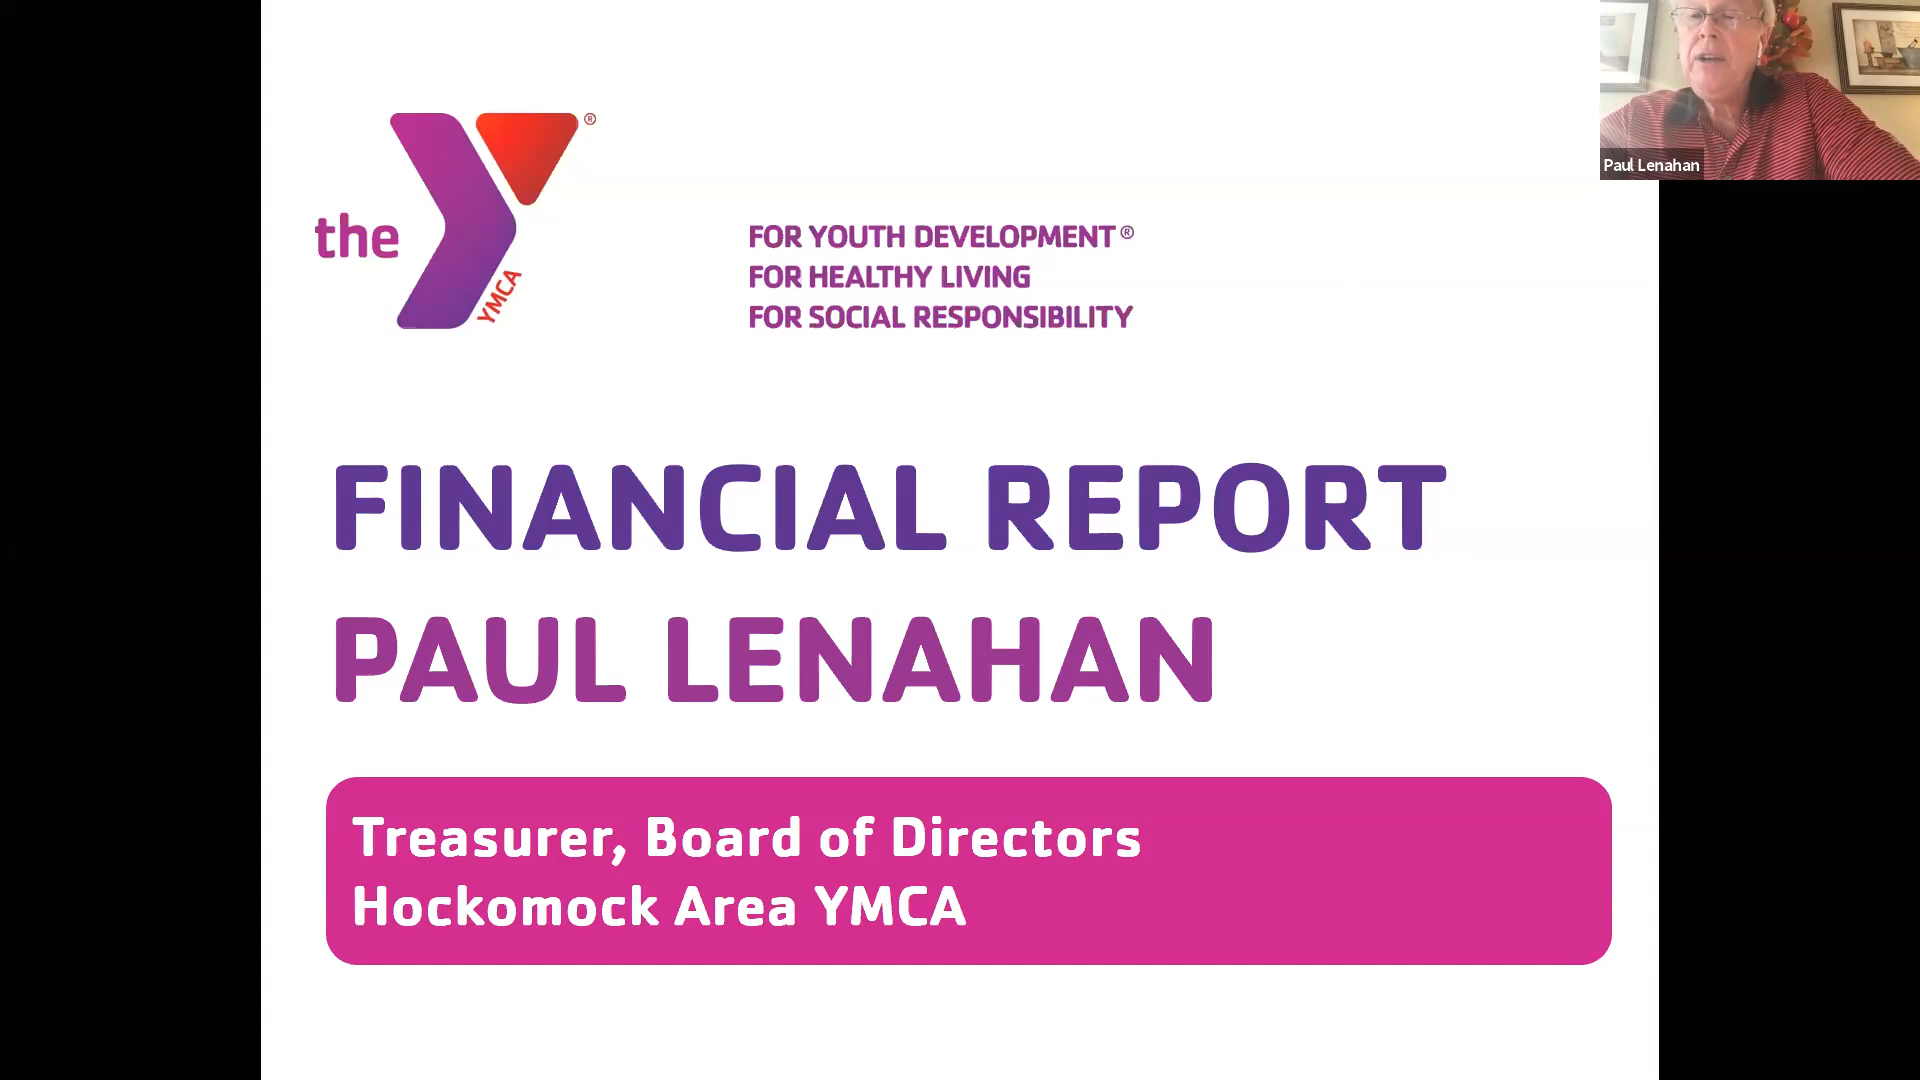 the
YMCA
®
FOR YOUTH DEVELOPMENT®
FOR HEALTHY LIVING
FOR SOCIAL RESPONSIBILITY
FINANCIAL REPORT
PAUL LENAHAN
Treasurer, Board of Directors
Hockomock Area YMCA
Paul Lenahan